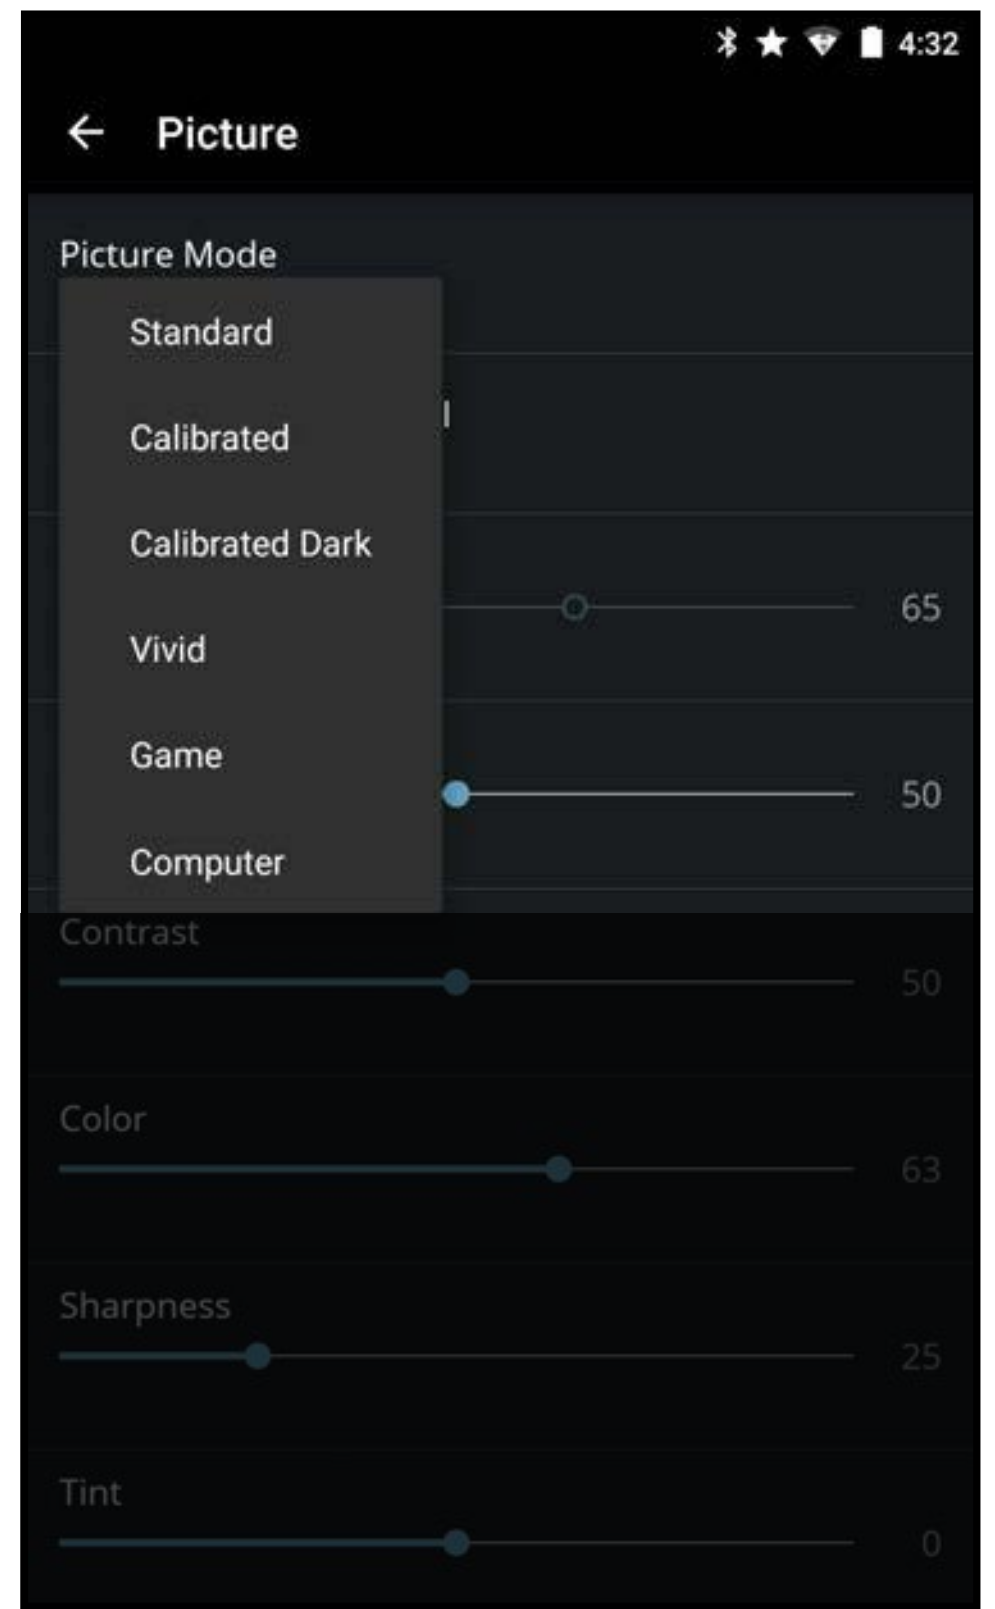 4:32
Picture
Picture Mode
Standard
Calibrated
Calibrated Dark
65
Vivid
Game
50
Computer
Contrast
50
Color
63
Sharpness
25
Tint
0